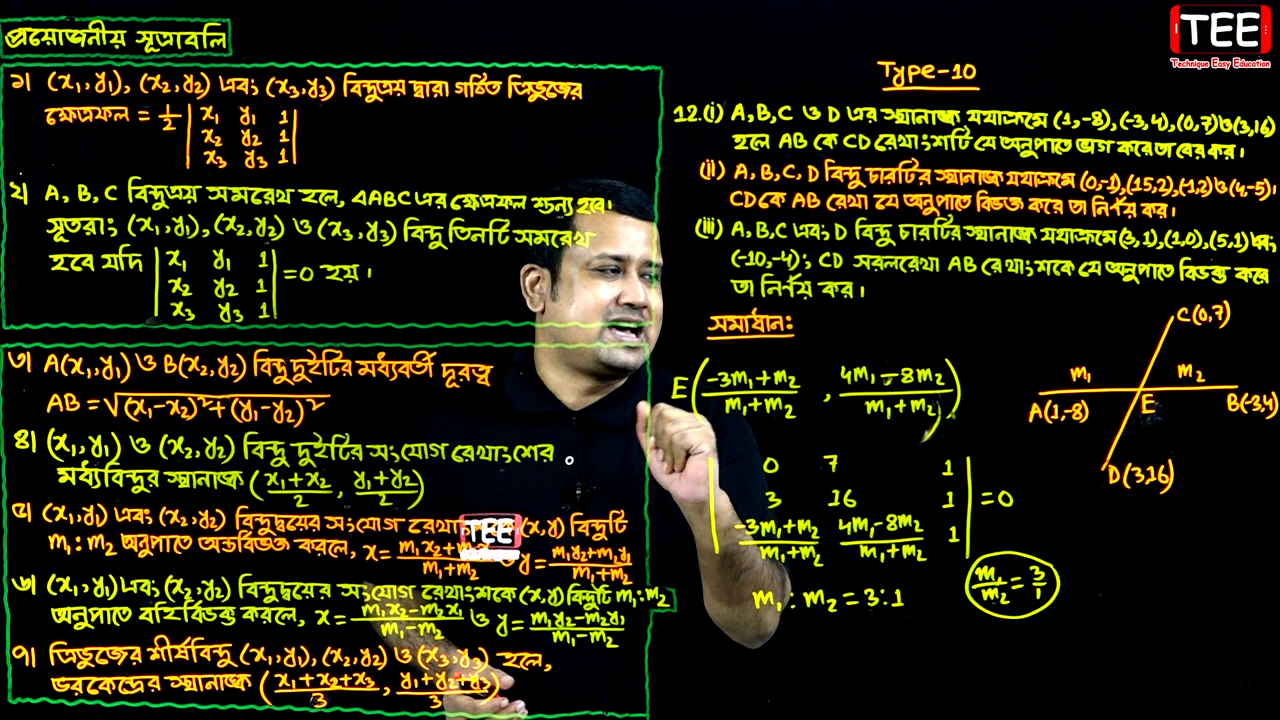 প্রয়োজনীয় সূত্রাবলি
১। (x₁, y₁), (x₂, y₂) এবং (x₃, y₃) বিন্দুত্রয় দ্বারা গঠিত ত্রিভুজের
ক্ষেত্রফল = 1/2 | x₁ y₁ 1 |
x₂ y₂ 1
x₃ y₃ 1
২। A, B, C বিন্দুত্রয় সমরেখ হলে, ΔABC এর ক্ষেত্রফল শূন্য হবে।
সুতরাং (x₁, y₁), (x₂, y₂) ও (x₃, y₃) বিন্দু তিনটি সমরেখ
হবে যদি | x₁ y₁ 1 |
x₂ y₂ 1 = 0 হয়।
x₃ y₃ 1
৩। A(x₁, y₁) ও B(x₂, y₂) বিন্দু দুইটির মধ্যবর্তী দূরত্ব
AB = √(x₁-x₂)²+(y₁-y₂)²
৪। (x₁, y₁) ও (x₂, y₂) বিন্দু দুইটির সংযোগ রেখাংশের
মধ্যবিন্দুর স্থানাঙ্ক ((x₁+x₂)/2, (y₁+y₂)/2)
৫। (x₁, y₁) এবং (x₂, y₂) বিন্দুদ্বয়ের সংযোগ (x, y) বিন্দুটি
m₁:m₂ অনুপাতে অন্তর্বিভক্ত করলে, x = /(m₁+m₂) y = (m₁y₂+m₂y₁)/(m₁+m₂)
৬। (x₁, y₁) এবং (x₂, y₂) বিন্দুদ্বয়ের সংযোগ রেখাংশকে (x, y) বিন্দুটি m₁:m₂
অনুপাতে বহির্বিভক্ত করলে, x = (m₁x₂-m₂x₁)/(m₁-m₂) ও y = (m₁y₂-m₂y₁)/(m₁-m₂)
৭। ত্রিভুজের শীর্ষবিন্দু (x₁, y₁), (x₂, y₂) ও (x₃, y₃) হলে,
ভরকেন্দ্রের স্থানাঙ্ক ((x₁+x₂+x₃)/3, (y₁+y₂+y₃)/3)
TEE
TEE
Technique Easy Education
Type-10
12.(i) A, B, C ও D এর স্থানাঙ্ক যথাক্রমে (1,-8), (-3,4), (0,7) ও (3,16)
হলে AB কে CD রেখাংশটি যে অনুপাতে ভাগ করে তা বের কর।
(ii) A, B, C, D বিন্দু চারটির স্থানাঙ্ক যথাক্রমে (0,-1), (15,2), (-1,2) ও (4,-5)।
CD কে AB রেখা যে অনুপাতে বিভক্ত করে তা নির্ণয় কর।
(iii) A, B, C এবং D বিন্দু চারটির স্থানাঙ্ক যথাক্রমে (3,1), (1,0), (5,1) এবং
(-10,-4); CD সরলরেখা AB রেখাংশকে যে অনুপাতে বিভক্ত করে
তা নির্ণয় কর।
সমাধান:
E((-3m₁+m₂)/(m₁+m₂), (4m₁-8m₂)/(m₁+m₂))
C(0,7)
m₁ m₂
A(1,-8) E B(-3,4)
D(3,16)
0 7 1
3 16 1 = 0
(-3m₁+m₂)/(m₁+m₂) (4m₁-8m₂)/(m₁+m₂) 1
m₁/m₂ = 3/1
m₁ : m₂ = 3:1